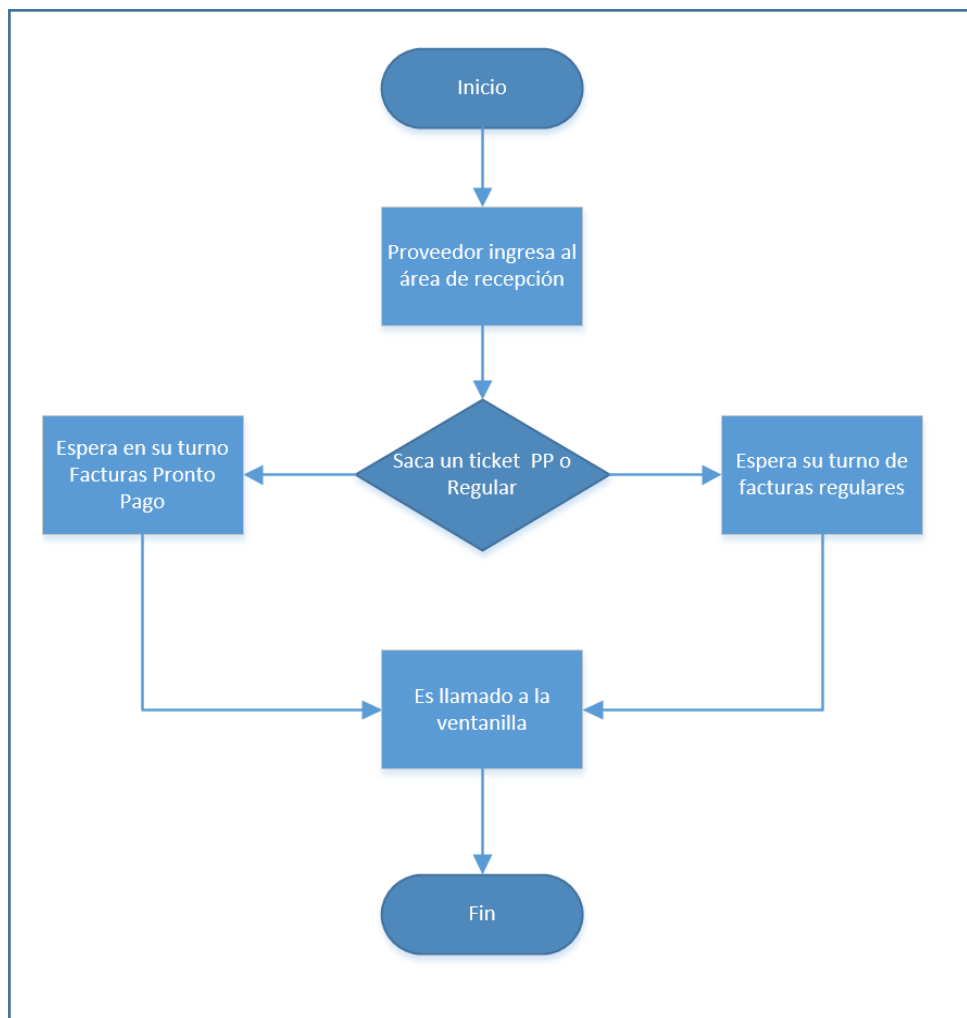 Inicio
Proveedor ingresa al
área de recepción
Saca un ticket  PP o
Regular
Espera en su turno
Facturas Pronto
Pago
Espera su turno de
facturas regulares
Es llamado a la
ventanilla
Fin